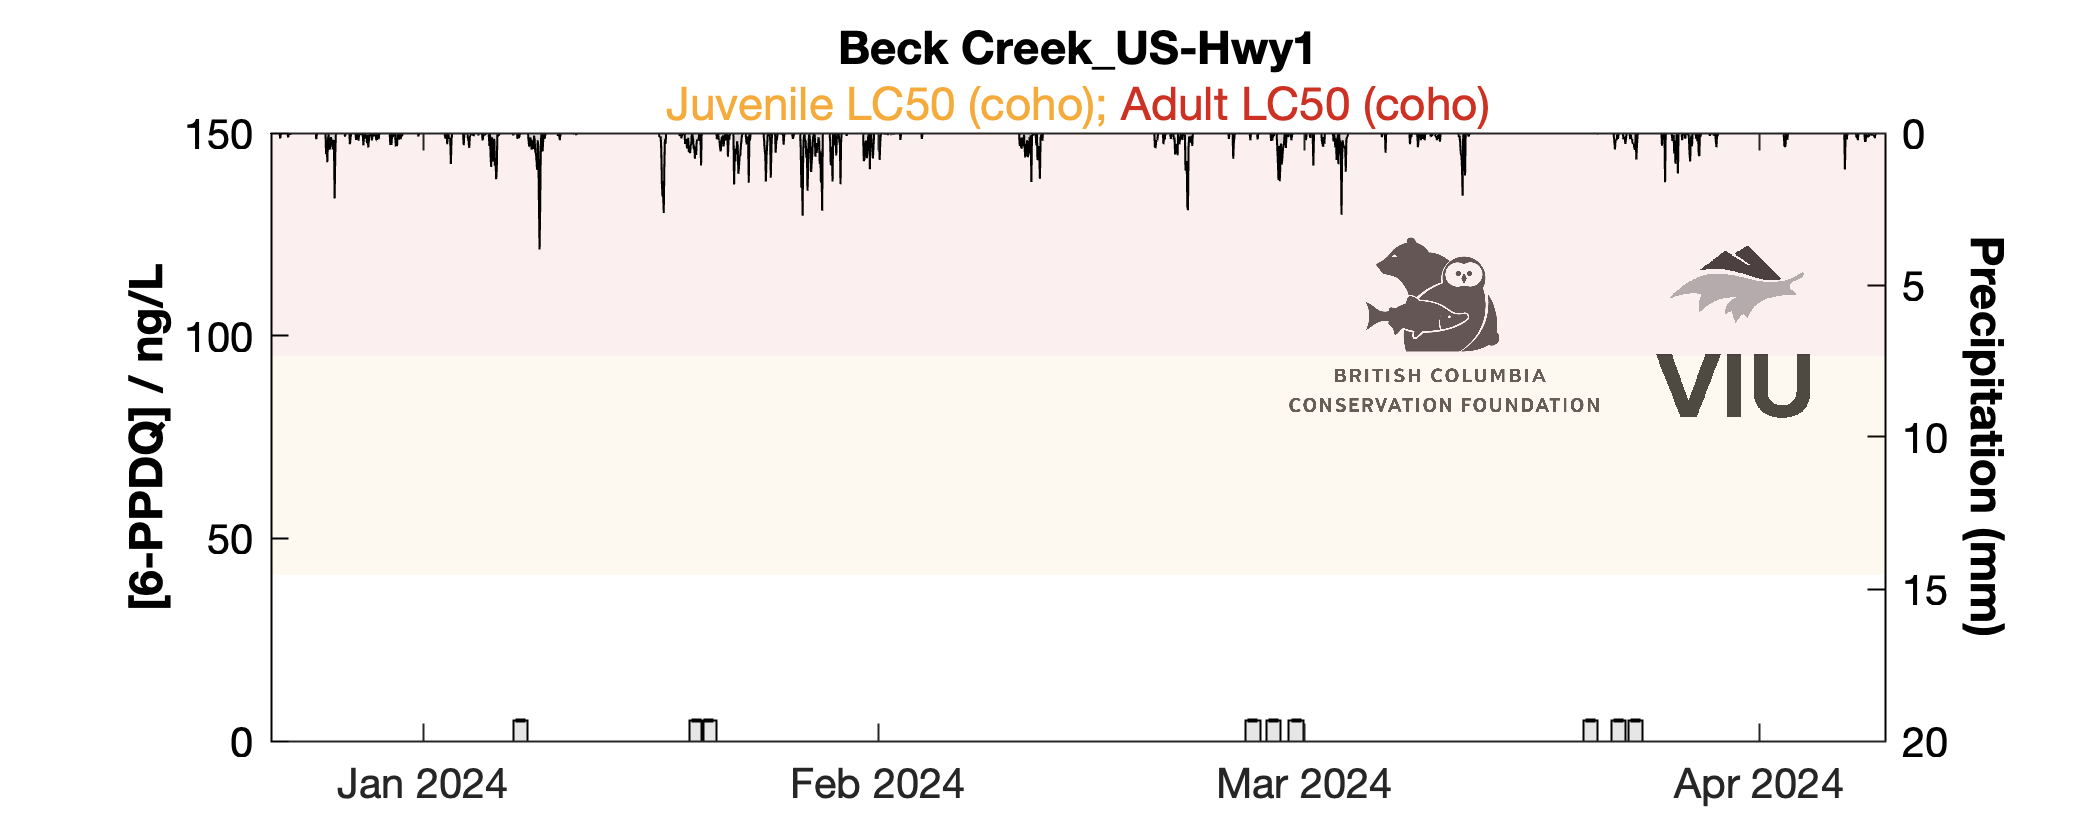 Beck Creek_US-Hwy1
Juvenile LC50 (coho); Adult LC50 (coho)
150
100
50
0
[6-PPDQ] / ng/L
0
5
10
15
20
Precipitation (mm)
BRITISH COLUMBIA
CONSERVATION FOUNDATION
VIU
Jan 2024
Feb 2024
Mar 2024
Apr 2024